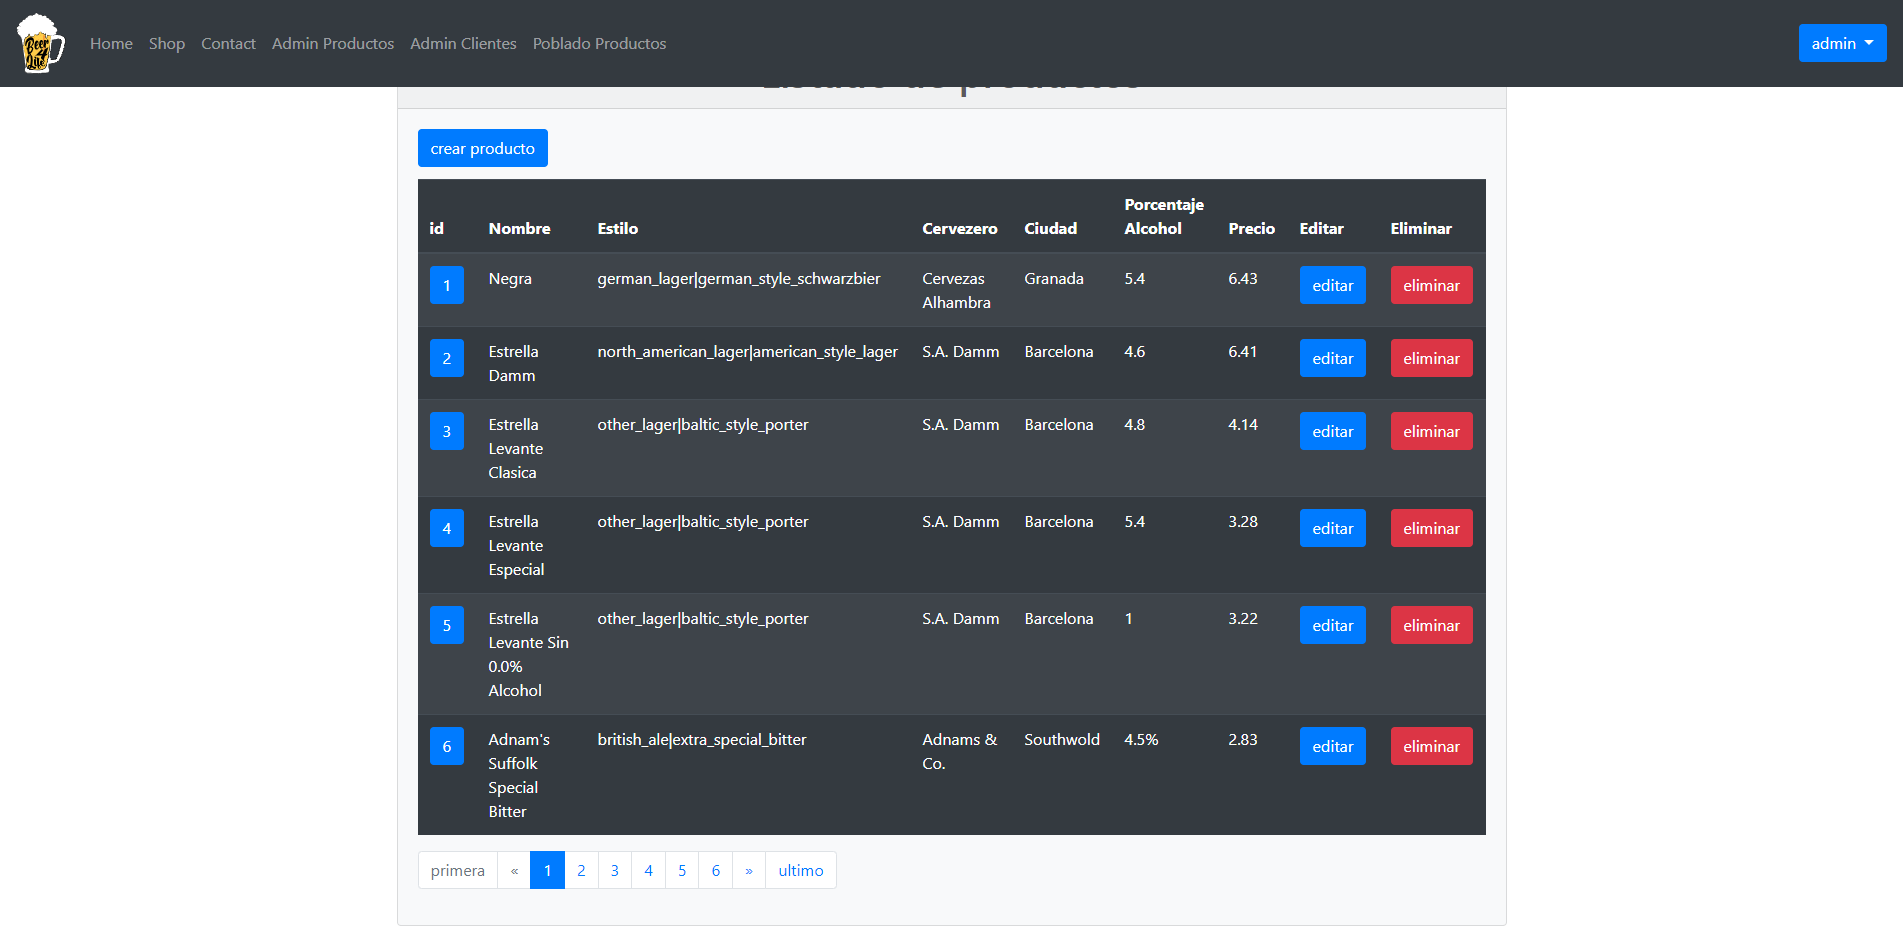 Beer
4
Life
Home Shop Contact Admin Productos Admin Clientes Poblado Productos
admin
crear producto
id Nombre Estilo Cervezero Ciudad Porcentaje Alcohol Precio Editar Eliminar
1 Negra german_lager|german_style_schwarzbier Cervezas Alhambra Granada 5.4 6.43 editar eliminar
2 Estrella Damm north_american_lager|american_style_lager S.A. Damm Barcelona 4.6 6.41 editar eliminar
3 Estrella Levante Clasica other_lager|baltic_style_porter S.A. Damm Barcelona 4.8 4.14 editar eliminar
4 Estrella Levante Especial other_lager|baltic_style_porter S.A. Damm Barcelona 5.4 3.28 editar eliminar
5 Estrella Levante Sin 0.0% Alcohol other_lager|baltic_style_porter S.A. Damm Barcelona 1 3.22 editar eliminar
6 Adnam's Suffolk Special Bitter british_ale|extra_special_bitter Adnams & Co. Southwold 4.5% 2.83 editar eliminar
primera « 1 2 3 4 5 6 » ultimo